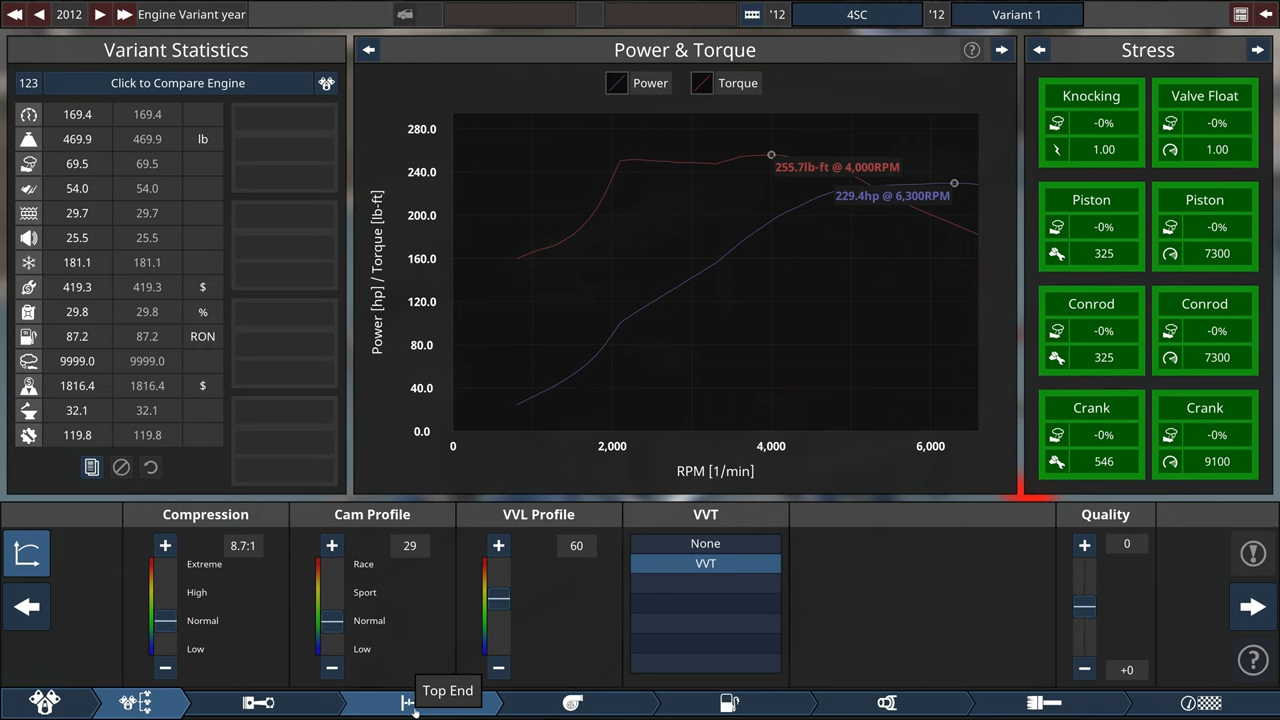 2012
Engine Variant year
'12
4SC
'12
Variant 1
Variant Statistics
123
Click to Compare Engine
169.4 169.4
469.9 469.9 lb
69.5 69.5
54.0 54.0
29.7 29.7
25.5 25.5
181.1 181.1
419.3 419.3 $
29.8 29.8 %
87.2 87.2 RON
9999.0 9999.0
1816.4 1816.4 $
32.1 32.1
119.8 119.8
Power & Torque
?
Power
Torque
Power [hp] / Torque [lb-ft]
280.0
240.0
200.0
160.0
120.0
80.0
40.0
0.0
255.7lb-ft @ 4,000RPM
229.4hp @ 6,300RPM
0 2,000 4,000 6,000
RPM [1/min]
Stress
Knocking
-0%
1.00
Valve Float
-0%
1.00
Piston
-0%
325
Piston
-0%
7300
Conrod
-0%
325
Conrod
-0%
7300
Crank
-0%
546
Crank
-0%
9100
Compression
+
8.7:1
Extreme
High
Normal
Low
-
Cam Profile
+
29
Race
Sport
Normal
Low
-
VVL Profile
+
60
-
VVT
None
VVT
Quality
+
0
-
+0
!
?
Top End